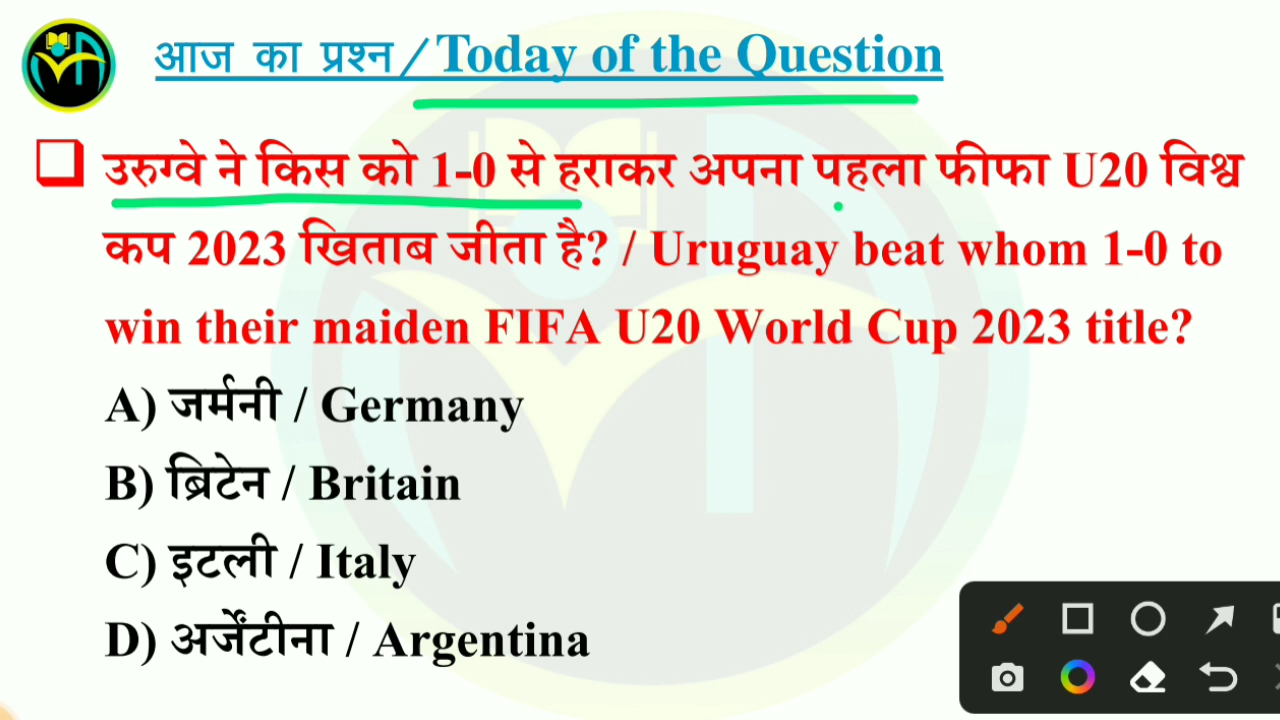 आज का प्रश्न / Today of the Question
उरुग्वे ने किस को 1-0 से हराकर अपना पहला फीफा U20 विश्व
कप 2023 खिताब जीता है? / Uruguay beat whom 1-0 to
win their maiden FIFA U20 World Cup 2023 title?
A) जर्मनी / Germany
B) ब्रिटेन / Britain
C) इटली / Italy
D) अर्जेंटीना / Argentina